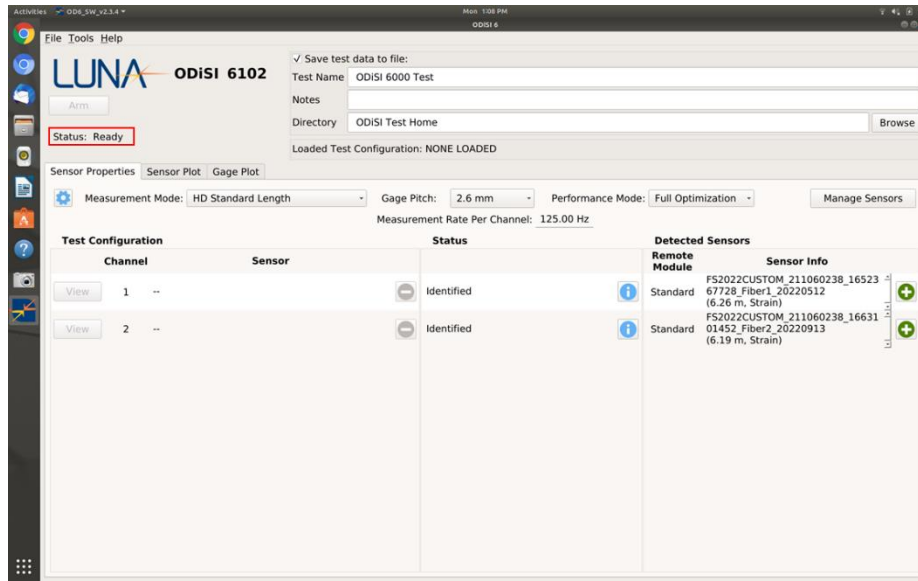 Activities OD6_SW_v2.3.4 Mon 1:08 PM
ODISI 6
File Tools Help
LUNA ODiSI 6102
Arm
Status: Ready
✓ Save test data to file:
Test Name ODiSI 6000 Test
Notes
Directory ODiSI Test Home Browse
Loaded Test Configuration: NONE LOADED
Sensor Properties Sensor Plot Gage Plot
Measurement Mode: HD Standard Length Gage Pitch: 2.6 mm Performance Mode: Full Optimization Manage Sensors
Measurement Rate Per Channel: 125.00 Hz
Test Configuration Status Detected Sensors
Channel Sensor Remote Module Sensor Info
View 1 -- Identified Standard FS2022CUSTOM_211060238_16523
67728_Fiber1_20220512
(6.26 m, Strain)
View 2 -- Identified Standard FS2022CUSTOM_211060238_16631
01452_Fiber2_20220913
(6.19 m, Strain)